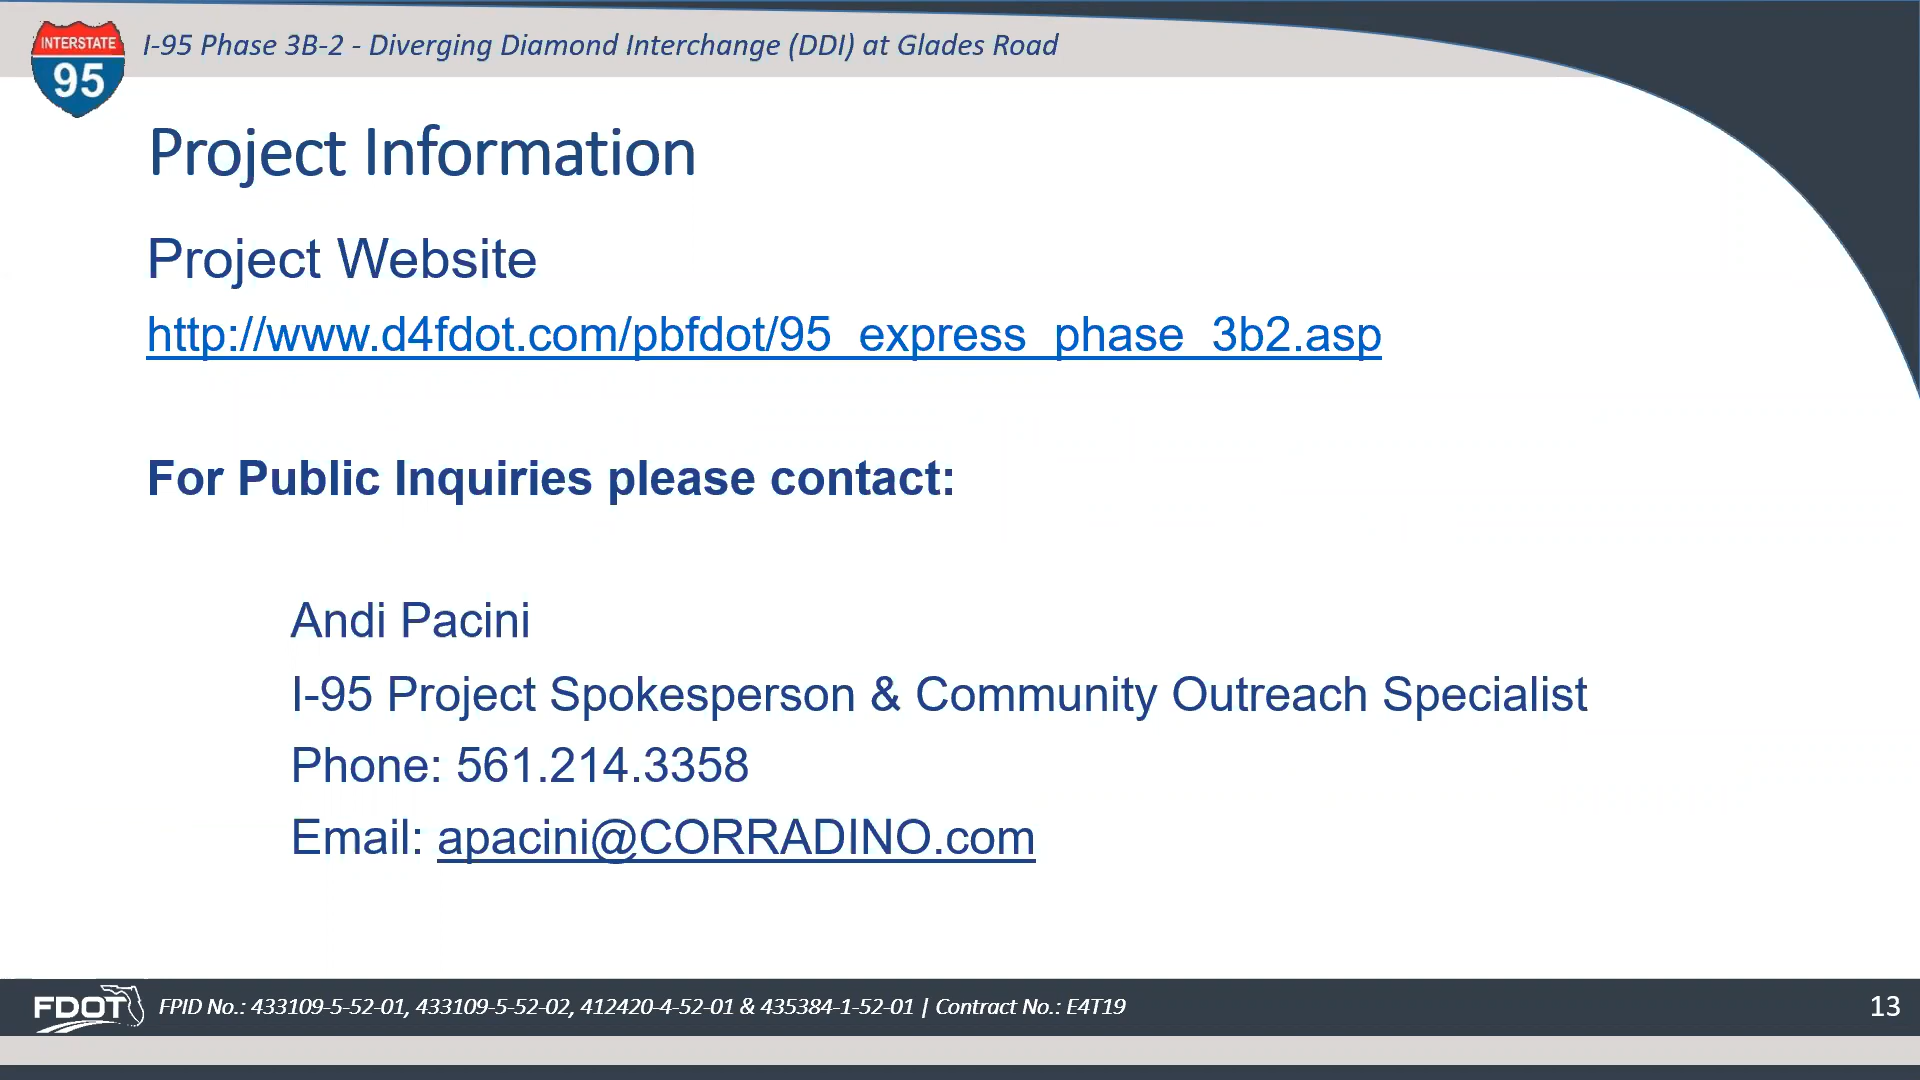 INTERSTATE
95
I-95 Phase 3B-2 - Diverging Diamond Interchange (DDI) at Glades Road
Project Information
Project Website
http://www.d4fdot.com/pbfdot/95_express_phase_3b2.asp
For Public Inquiries please contact:
Andi Pacini
I-95 Project Spokesperson & Community Outreach Specialist
Phone: 561.214.3358
Email: apacini@CORRADINO.com
FDOT
FPID No.: 433109-5-52-01, 433109-5-52-02, 412420-4-52-01 & 435384-1-52-01 | Contract No.: E4T19
13